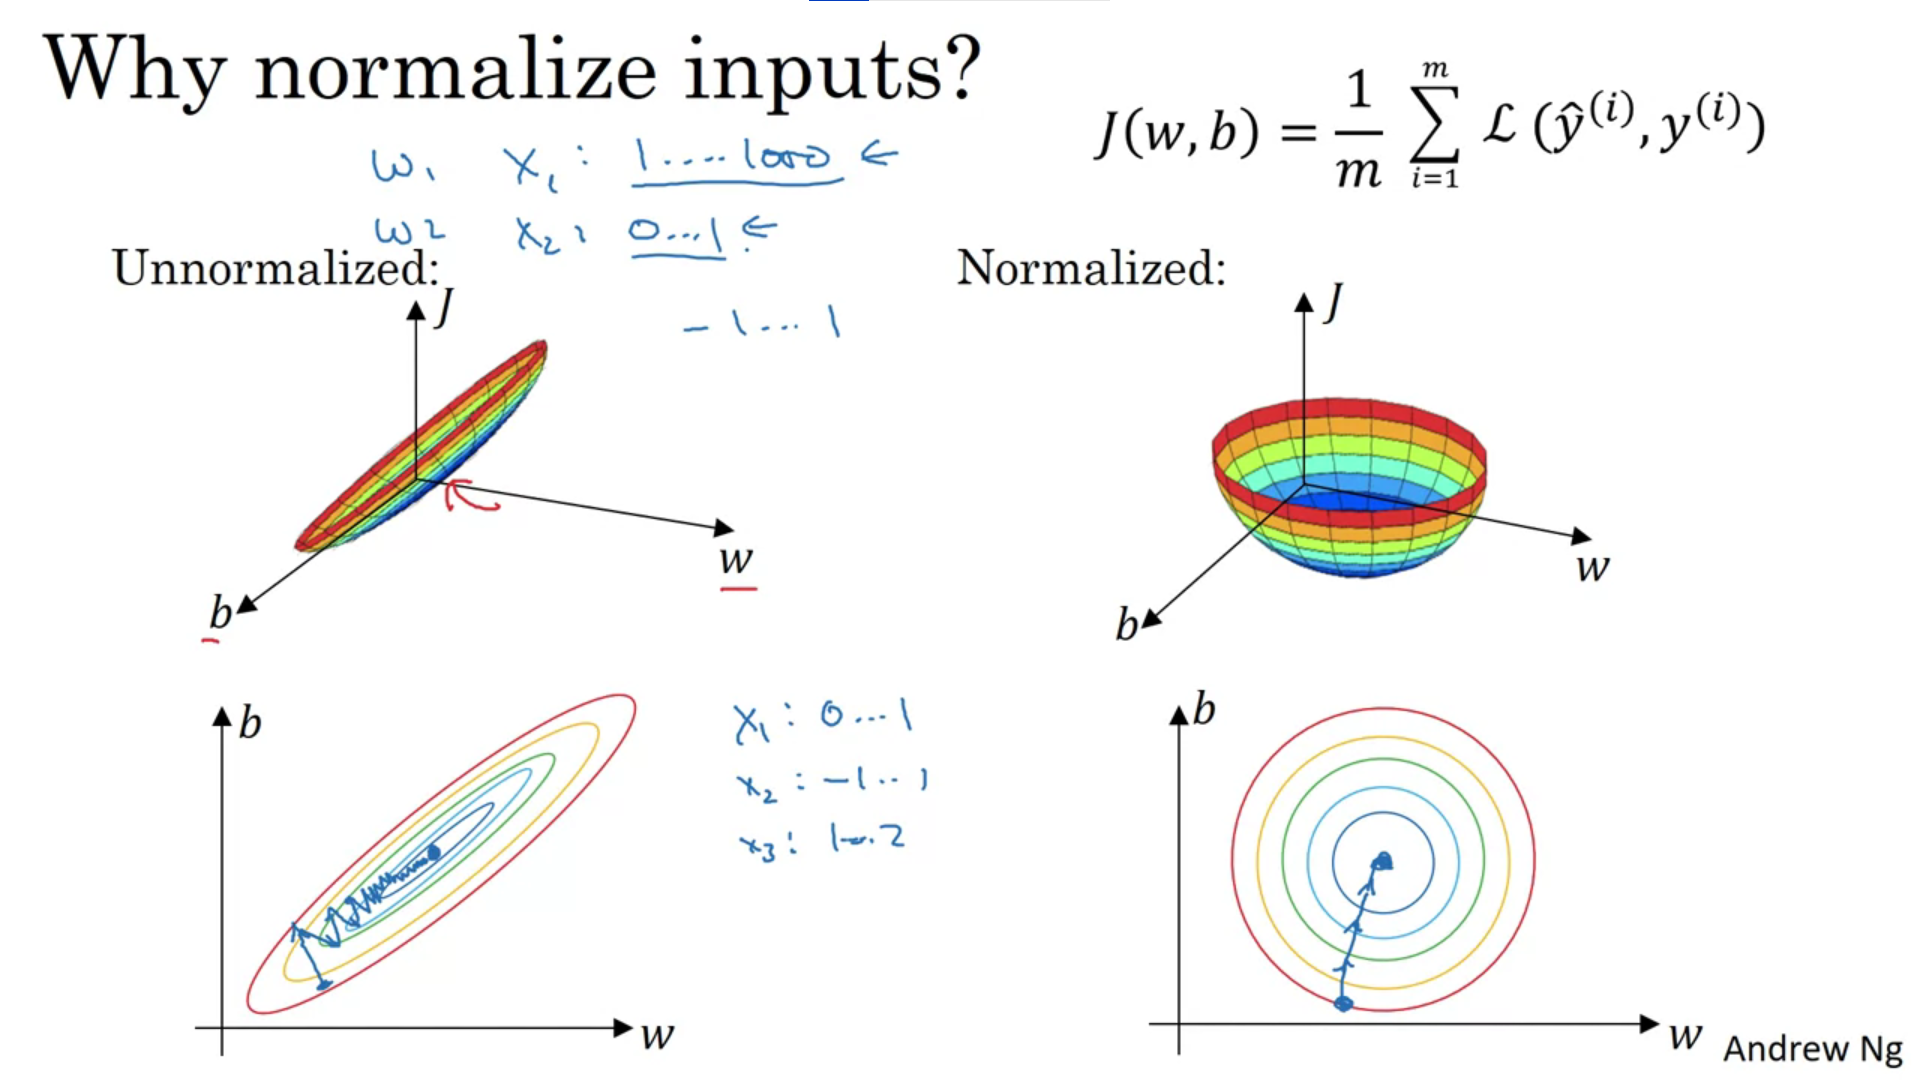 Why normalize inputs?
J(w, b) = 1/m ∑_{i=1}^{m} ℒ(ŷ^(i), y^(i))
w₁ x₁ : 1.....1000 ←
w2 x₂ : 0...1 ←
-1...1
Unnormalized:
J
w
b
Normalized:
J
w
b
b
w
x₁ : 0...1
x₂ : -1..1
x₃ : 1-..2
b
w
Andrew Ng